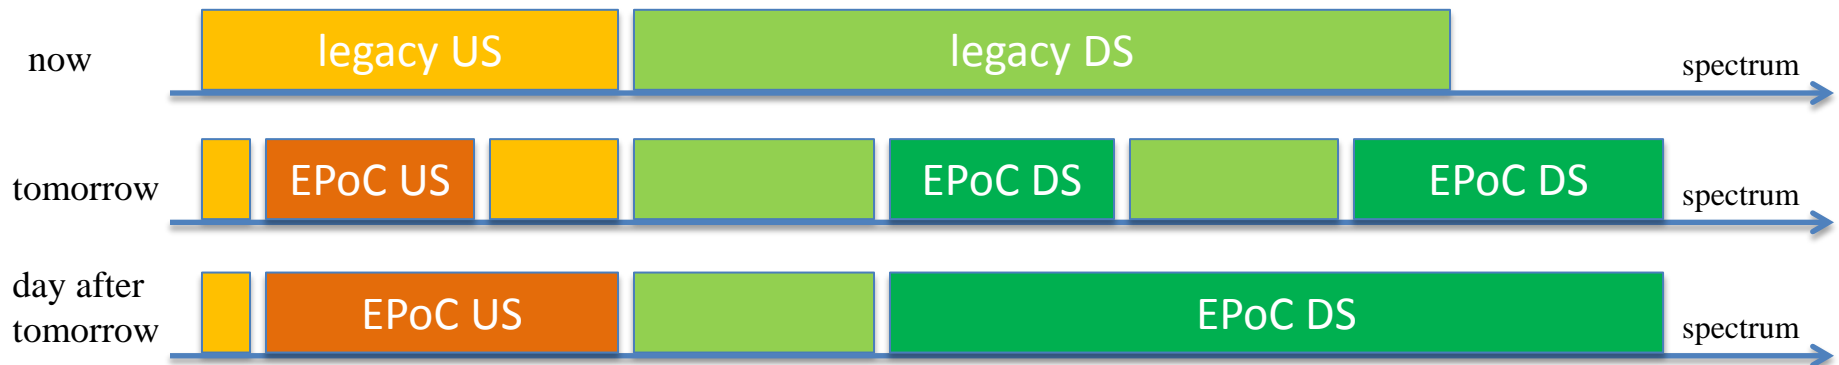 now
legacy US
legacy DS
spectrum
tomorrow
EPoC US
EPoC DS
EPoC DS
spectrum
day after
tomorrow
EPoC US
EPoC DS
spectrum